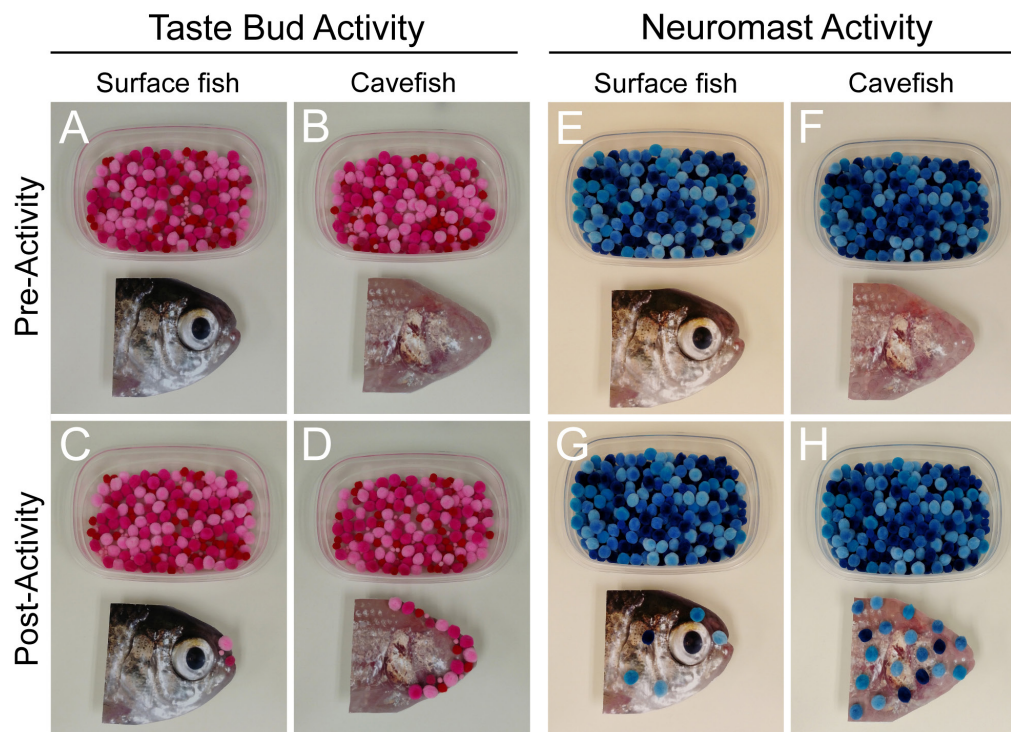 Taste Bud Activity
Neuromast Activity
Surface fish
Cavefish
Surface fish
Cavefish
Pre-Activity
A
B
E
F
Post-Activity
C
D
G
H